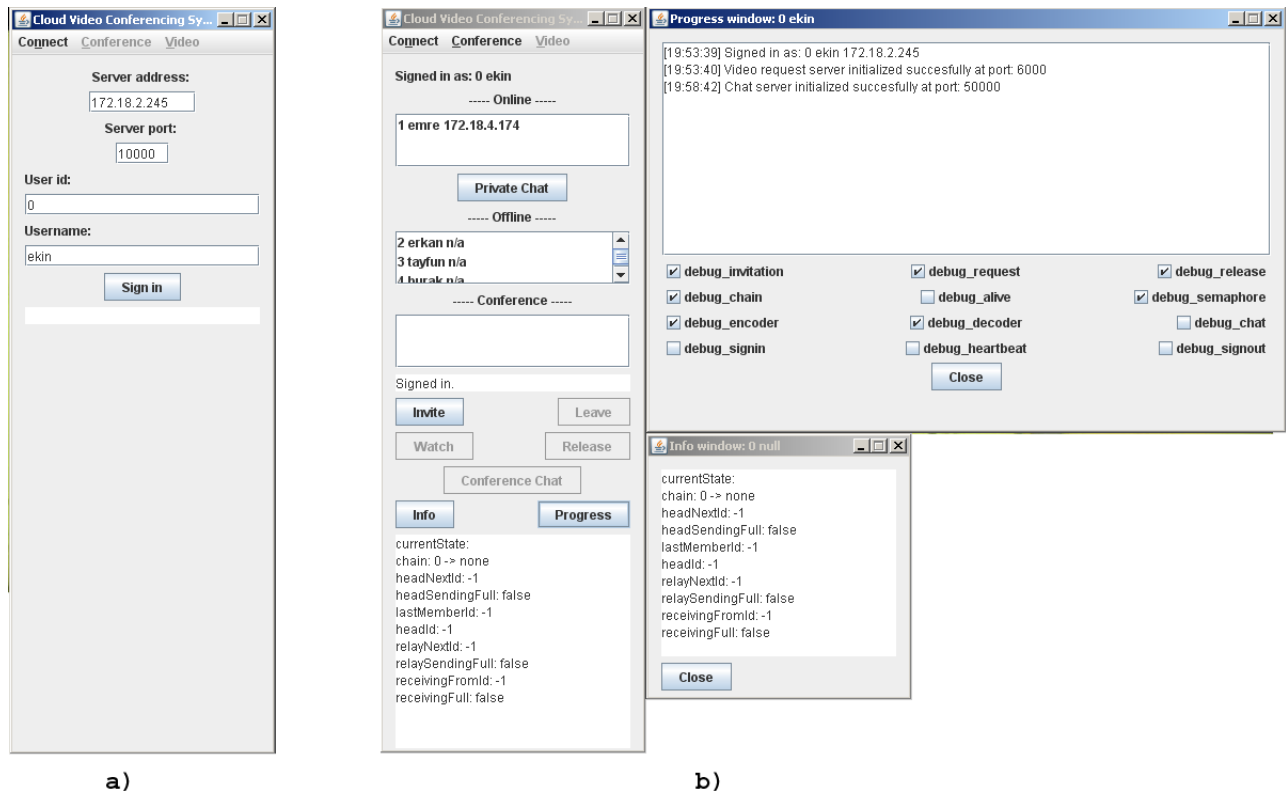 Cloud Video Conferencing Sy...
Connect Conference Video
Server address:
172.18.2.245
Server port:
10000
User id:
0
Username:
ekin
Sign in
a)
Cloud Video Conferencing Sy...
Connect Conference Video
Signed in as: 0 ekin
----- Online -----
1 emre 172.18.4.174
Private Chat
----- Offline -----
2 erkan n/a
3 tayfun n/a
4 burak n/a
----- Conference -----
Signed in.
Invite Leave
Watch Release
Conference Chat
Info Progress
currentState:
chain: 0 -> none
headNextId: -1
headSendingFull: false
lastMemberId: -1
headId: -1
relayNextId: -1
relaySendingFull: false
receivingFromId: -1
receivingFull: false
Progress window: 0 ekin
[19:53:39] Signed in as: 0 ekin 172.18.2.245
[19:53:40] Video request server initialized succesfully at port: 6000
[19:58:42] Chat server initialized succesfully at port: 50000
debug_invitation debug_request debug_release
debug_chain debug_alive debug_semaphore
debug_encoder debug_decoder debug_chat
debug_signin debug_heartbeat debug_signout
Close
Info window: 0 null
currentState:
chain: 0 -> none
headNextId: -1
headSendingFull: false
lastMemberId: -1
headId: -1
relayNextId: -1
relaySendingFull: false
receivingFromId: -1
receivingFull: false
Close
b)